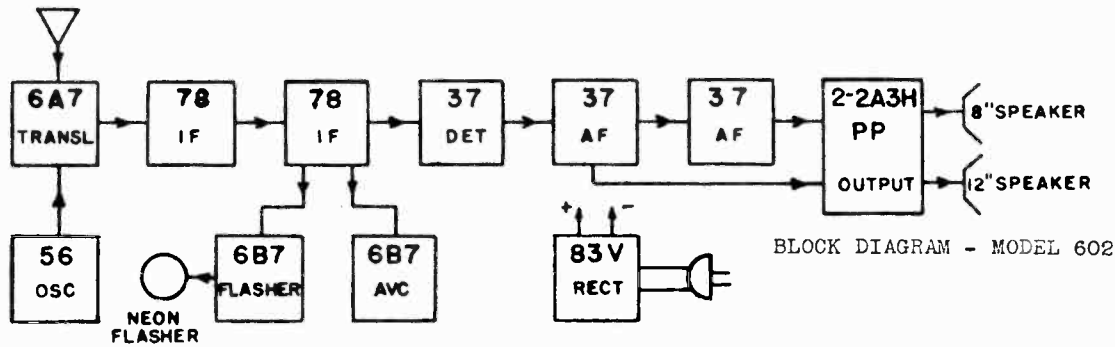 6A7
TRANSL
78
IF
78
IF
37
DET
37
AF
37
AF
2-2A3H
PP
OUTPUT
8" SPEAKER
12" SPEAKER
56
OSC
NEON
FLASHER
6B7
FLASHER
6B7
AVC
+ -
83V
RECT
BLOCK DIAGRAM - MODEL 602